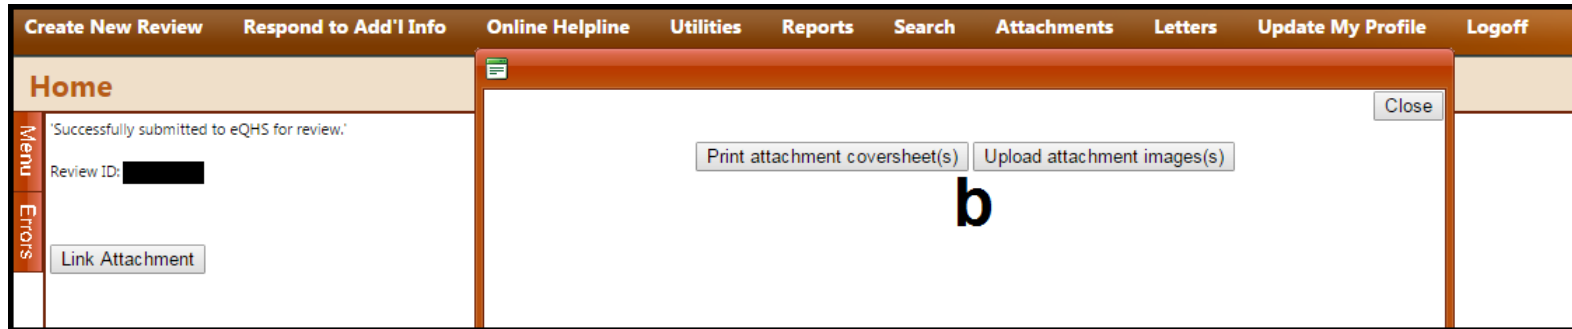 Create New Review Respond to Add'l Info Online Helpline Utilities Reports Search Attachments Letters Update My Profile Logoff
Home
Close
Menu
'Successfully submitted to eQHS for review.'
Print attachment coversheet(s) Upload attachment images(s)
Review ID:
b
Errors
Link Attachment